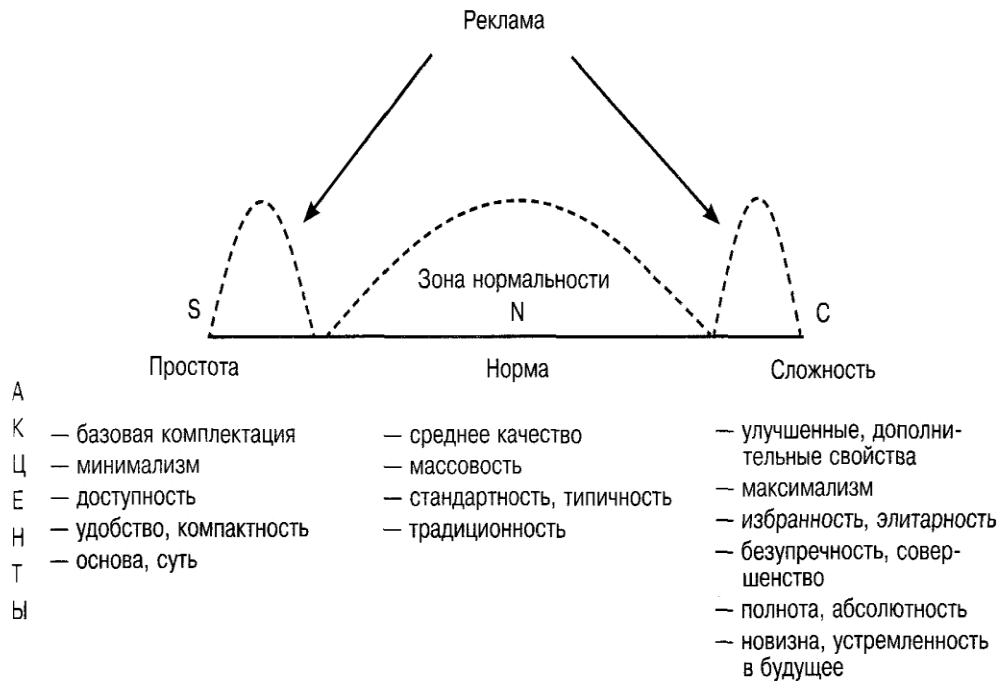 Реклама
Зона нормальности
S
N
C
Простота
Норма
Сложность
А
К
Ц
Е
Н
Т
Ы
— базовая комплектация
— минимализм
— доступность
— удобство, компактность
— основа, суть
— среднее качество
— массовость
— стандартность, типичность
— традиционность
— улучшенные, дополни-
тельные свойства
— максимализм
— избранность, элитарность
— безупречность, совер-
шенство
— полнота, абсолютность
— новизна, устремленность
в будущее